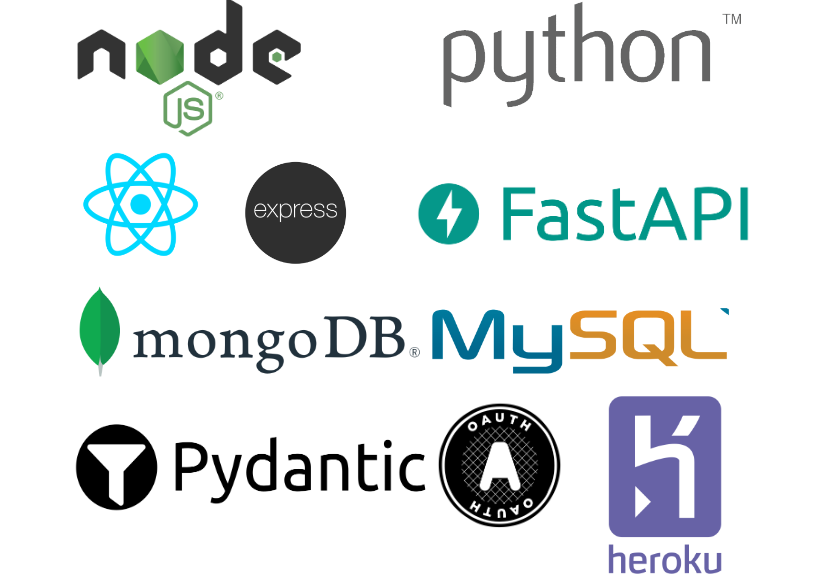 node
JS®
python™
express
FastAPI
mongoDB®
MySQL
Pydantic
OAUTH
A
OAUTH
heroku